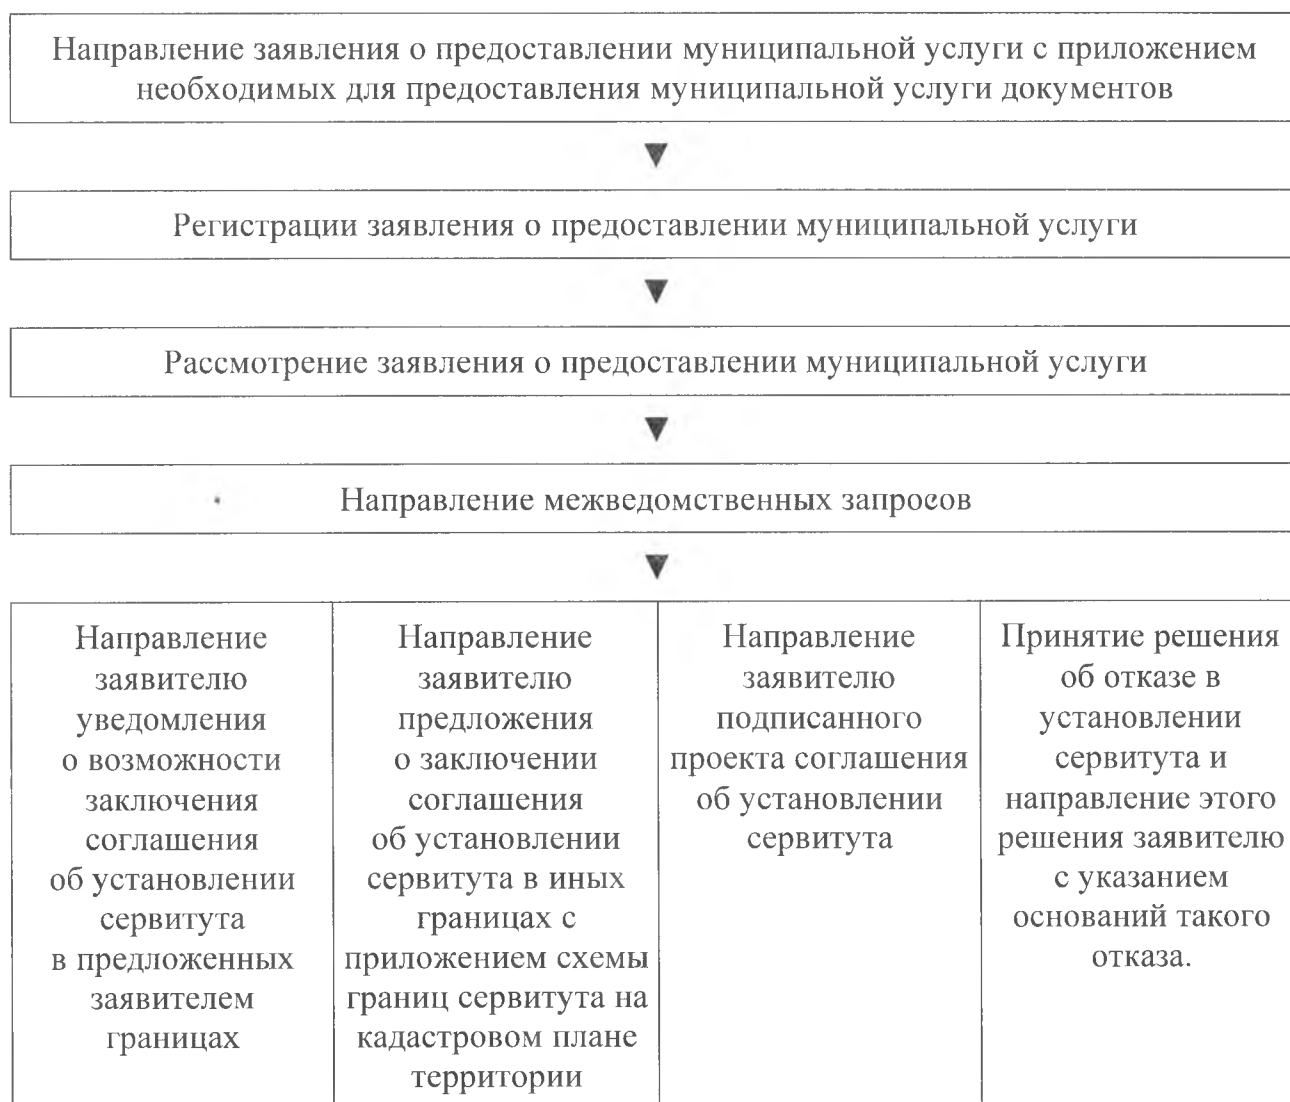 Направление заявления о предоставлении муниципальной услуги с приложением
необходимых для предоставления муниципальной услуги документов
Регистрации заявления о предоставлении муниципальной услуги
Рассмотрение заявления о предоставлении муниципальной услуги
Направление межведомственных запросов
Направление
заявителю
уведомления
о возможности
заключения
соглашения
об установлении
сервитута
в предложенных
заявителем
границах
Направление
заявителю
предложения
о заключении
соглашения
об установлении
сервитута в иных
границах с
приложением схемы
границ сервитута на
кадастровом плане
территории
Направление
заявителю
подписанного
проекта соглашения
об установлении
сервитута
Принятие решения
об отказе в
установлении
сервитута и
направление этого
решения заявителю
с указанием
оснований такого
отказа.